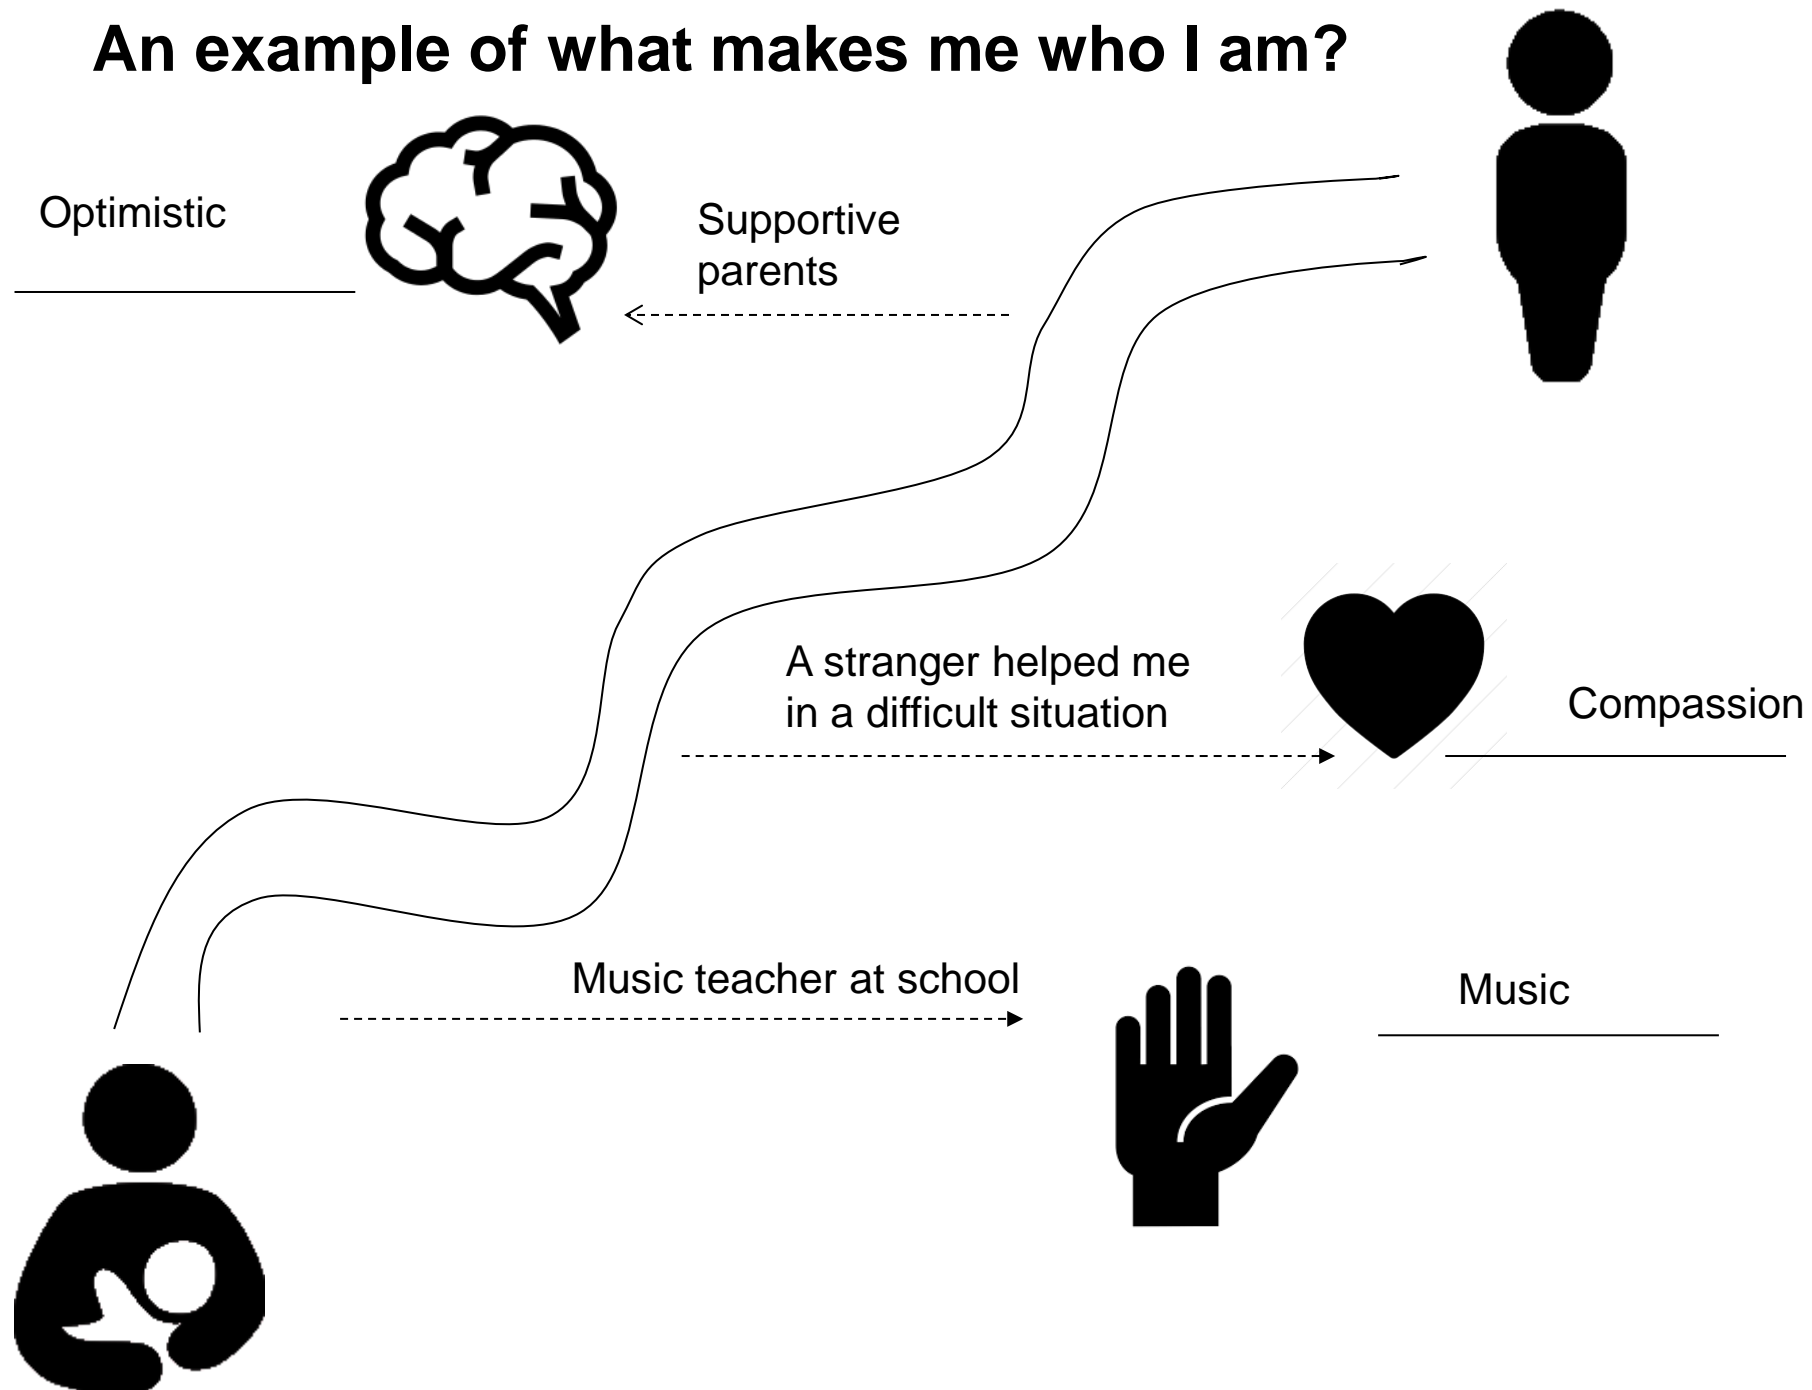 An example of what makes me who I am?
Optimistic
Supportive
parents
A stranger helped me
in a difficult situation
Compassion
Music teacher at school
Music